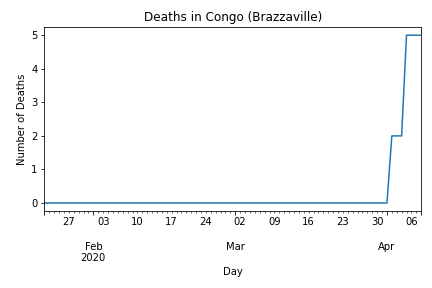 Deaths in Congo (Brazzaville)
Number of Deaths
5
4
3
2
1
0
27 03 10 17 24 02 09 16 23 30 06
Feb Mar Apr
2020
Day